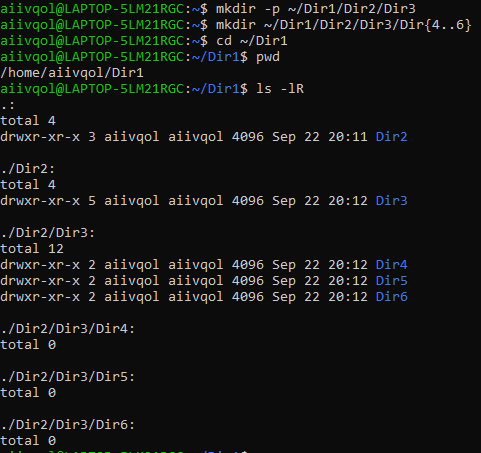 aiivqol@LAPTOP-5LM21RGC:~$ mkdir -p ~/Dir1/Dir2/Dir3
aiivqol@LAPTOP-5LM21RGC:~$ mkdir ~/Dir1/Dir2/Dir3/Dir{4..6}
aiivqol@LAPTOP-5LM21RGC:~$ cd ~/Dir1
aiivqol@LAPTOP-5LM21RGC:~/Dir1$ pwd
/home/aiivqol/Dir1
aiivqol@LAPTOP-5LM21RGC:~/Dir1$ ls -lR
.:
total 4
drwxr-xr-x 3 aiivqol aiivqol 4096 Sep 22 20:11 Dir2

./Dir2:
total 4
drwxr-xr-x 5 aiivqol aiivqol 4096 Sep 22 20:12 Dir3

./Dir2/Dir3:
total 12
drwxr-xr-x 2 aiivqol aiivqol 4096 Sep 22 20:12 Dir4
drwxr-xr-x 2 aiivqol aiivqol 4096 Sep 22 20:12 Dir5
drwxr-xr-x 2 aiivqol aiivqol 4096 Sep 22 20:12 Dir6

./Dir2/Dir3/Dir4:
total 0

./Dir2/Dir3/Dir5:
total 0

./Dir2/Dir3/Dir6:
total 0
aiivqol@LAPTOP-5LM21RGC:~/Dir1$